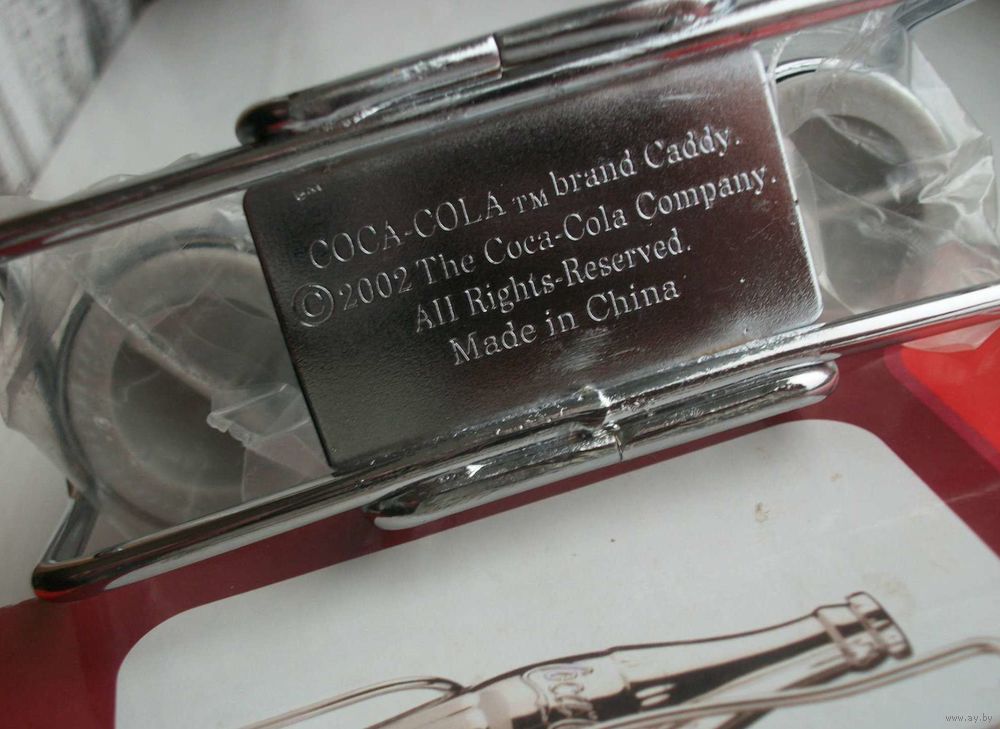 COCA-COLA TM brand Caddy.
© 2002 The Coca-Cola Company.
All Rights-Reserved.
Made in China
Coca
www.ay.by